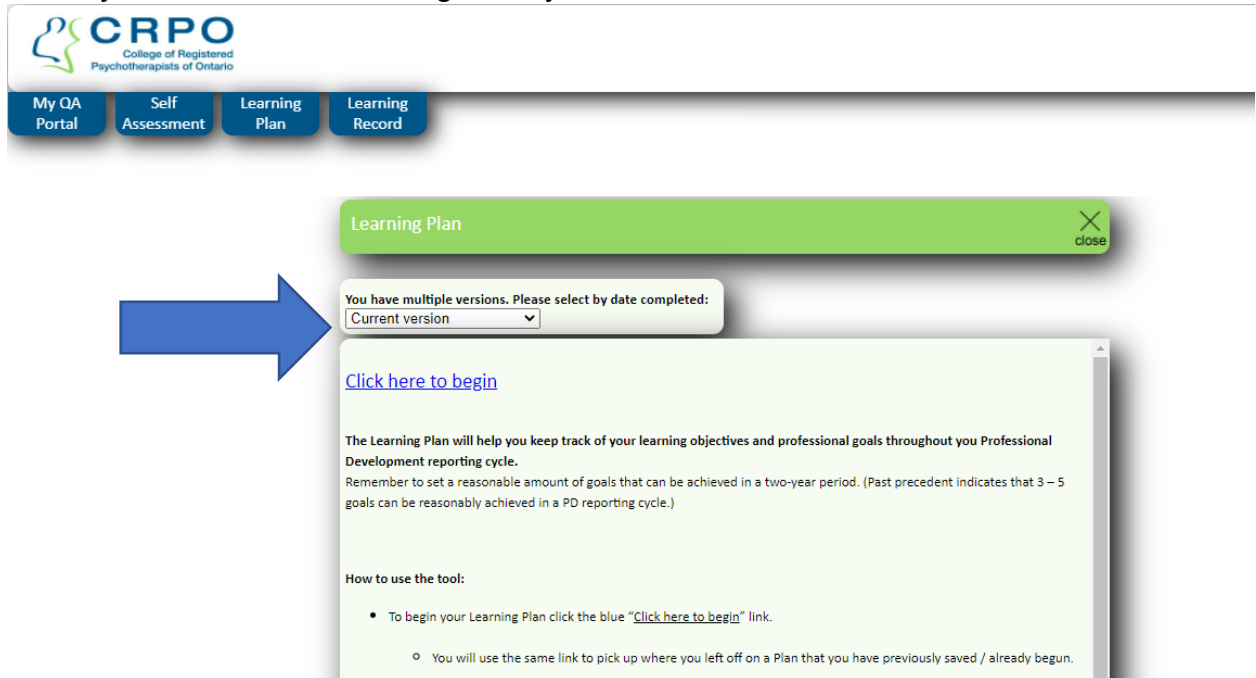 CRPO
College of Registered
Psychotherapists of Ontario
My QA
Portal
Self
Assessment
Learning
Plan
Learning
Record
Learning Plan
close
You have multiple versions. Please select by date completed:
Current version
Click here to begin
The Learning Plan will help you keep track of your learning objectives and professional goals throughout you Professional
Development reporting cycle.
Remember to set a reasonable amount of goals that can be achieved in a two-year period. (Past precedent indicates that 3 – 5
goals can be reasonably achieved in a PD reporting cycle.)
How to use the tool:
• To begin your Learning Plan click the blue “Click here to begin” link.
o You will use the same link to pick up where you left off on a Plan that you have previously saved / already begun.